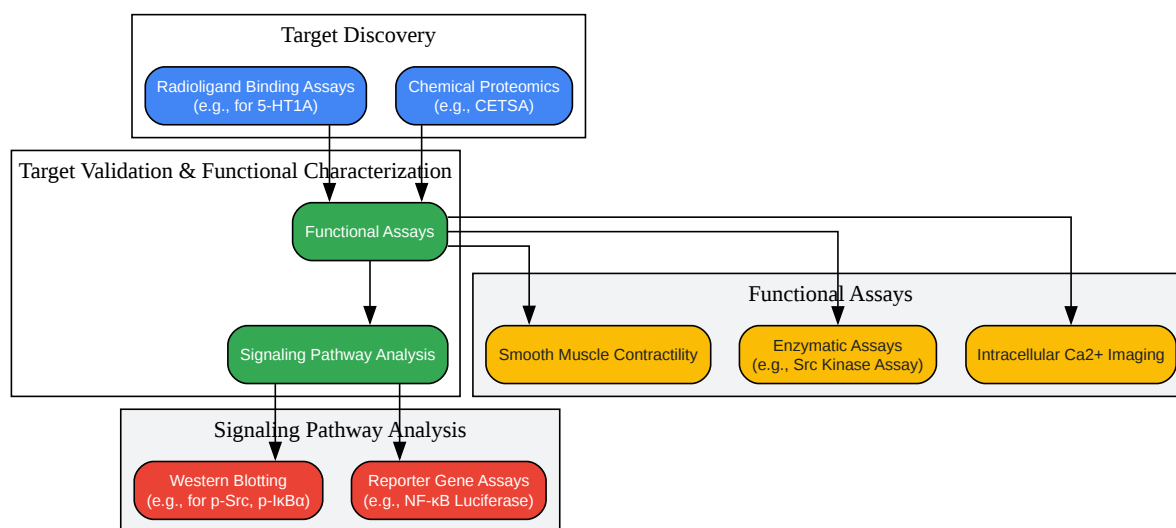 Target Discovery
Radioligand Binding Assays
(e.g., for 5-HT1A)
Chemical Proteomics
(e.g., CETSA)
Target Validation & Functional Characterization
Functional Assays
Signaling Pathway Analysis
Functional Assays
Smooth Muscle Contractility
Enzymatic Assays
(e.g., Src Kinase Assay)
Intracellular Ca2+ Imaging
Signaling Pathway Analysis
Western Blotting
(e.g., for p-Src, p-IκBα)
Reporter Gene Assays
(e.g., NF-κB Luciferase)